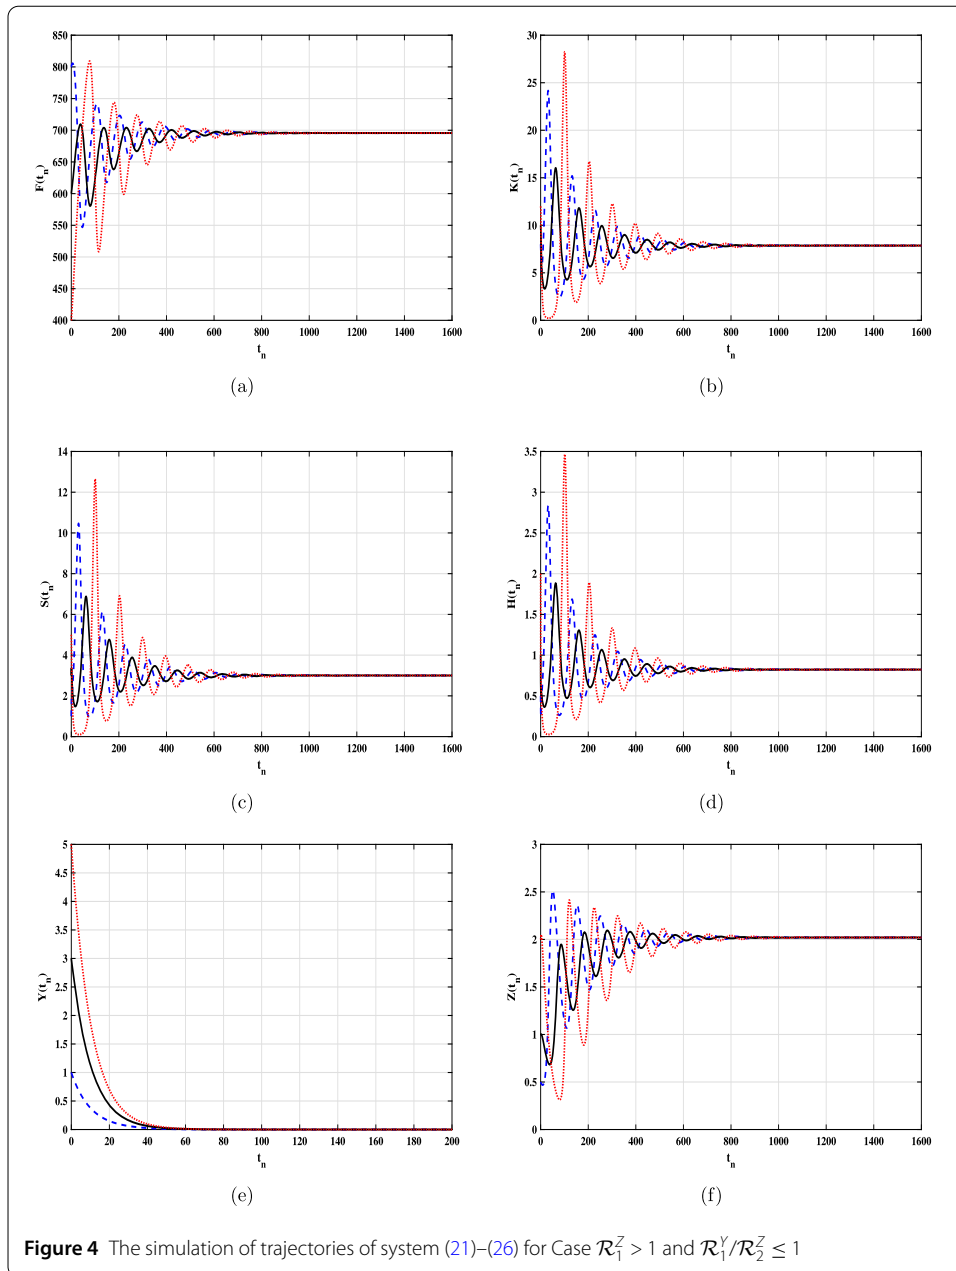 850
800
750
700
650
600
550
500
450
400
F(t_n)
0 200 400 600 800 1000 1200 1400 1600
t_n
(a)
30
25
20
15
10
5
0
K(t_n)
0 200 400 600 800 1000 1200 1400 1600
t_n
(b)
14
12
10
8
6
4
2
0
S(t_n)
0 200 400 600 800 1000 1200 1400 1600
t_n
(c)
3.5
3
2.5
2
1.5
1
0.5
0
H(t_n)
0 200 400 600 800 1000 1200 1400 1600
t_n
(d)
5
4.5
4
3.5
3
2.5
2
1.5
1
0.5
0
Y(t_n)
0 20 40 60 80 100 120 140 160 180 200
t_n
(e)
3
2.5
2
1.5
1
0.5
0
Z(t_n)
0 200 400 600 800 1000 1200 1400 1600
t_n
(f)
Figure 4 The simulation of trajectories of system (21)–(26) for Case $\mathcal{R}_1^Z > 1$ and $\mathcal{R}_1^Y/\mathcal{R}_2^Z \leq 1$